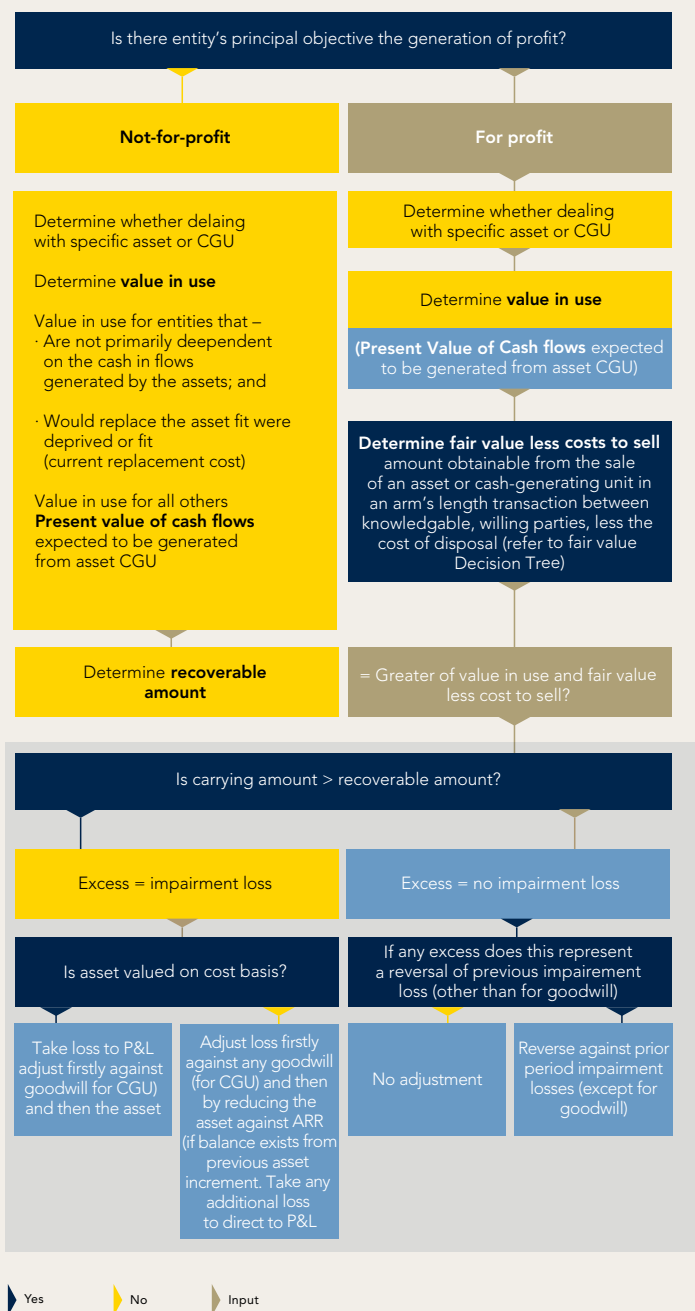 Is there entity's principal objective the generation of profit?
Not-for-profit
For profit
Determine whether delaing
with specific asset or CGU
Determine value in use
Value in use for entities that –
· Are not primarily deependent
on the cash in flows
generated by the assets; and
· Would replace the asset fit were
deprived or fit
(current replacement cost)
Value in use for all others
Present value of cash flows
expected to be generated
from asset CGU
Determine whether dealing
with specific asset or CGU
Determine value in use
(Present Value of Cash flows expected
to be generated from asset CGU)
Determine fair value less costs to sell
amount obtainable from the sale
of an asset or cash-generating unit in
an arm's length transaction between
knowledgable, willing parties, less the
cost of disposal (refer to fair value
Decision Tree)
Determine recoverable
amount
= Greater of value in use and fair value
less cost to sell?
Is carrying amount > recoverable amount?
Excess = impairment loss
Excess = no impairment loss
Is asset valued on cost basis?
If any excess does this represent
a reversal of previous impairement
loss (other than for goodwill)
Take loss to P&L
adjust firstly against
goodwill for CGU)
and then the asset
Adjust loss firstly
against any goodwill
(for CGU) and then
by reducing the
asset against ARR
(if balance exists from
previous asset
increment. Take any
additional loss
to direct to P&L
No adjustment
Reverse against prior
period impairment
losses (except for
goodwill)
Yes
No
Input